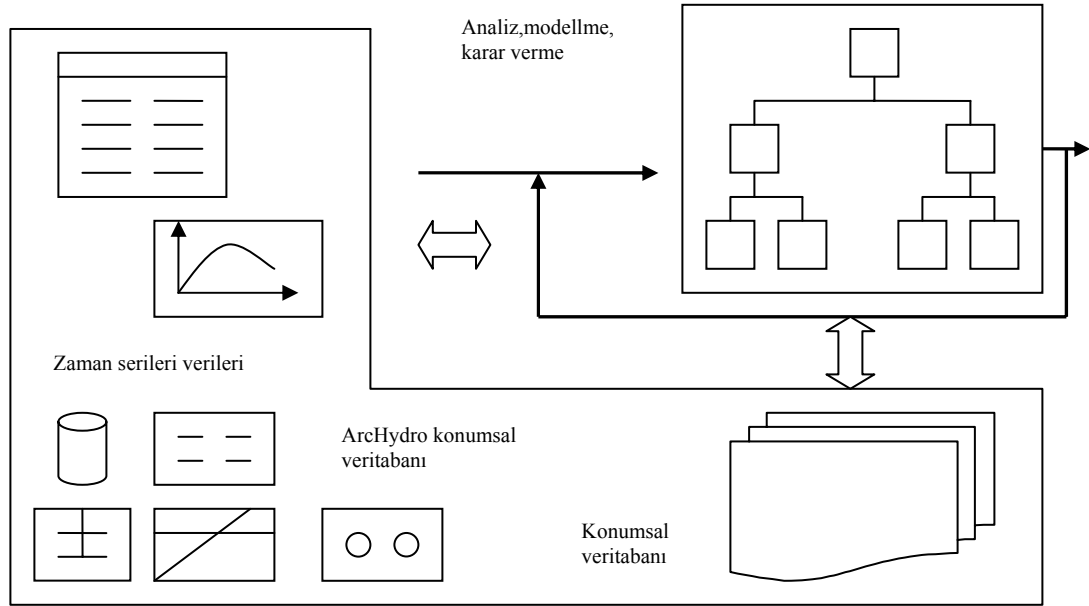 Analiz,modellme,
karar verme
Zaman serileri verileri
ArcHydro konumsal
veritabanı
Konumsal
veritabanı